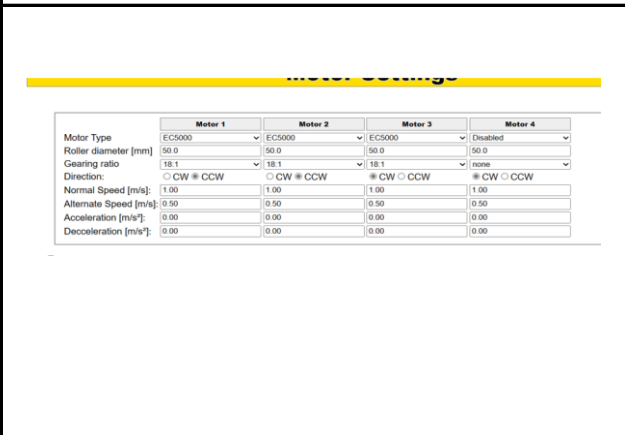 Motor Settings
Motor 1 Motor 2 Motor 3 Motor 4
Motor Type EC5000 EC5000 EC5000 Disabled
Roller diameter [mm] 50.0 50.0 50.0 50.0
Gearing ratio 18:1 18:1 18:1 none
Direction: CW CCW CW CCW CW CCW CW CCW
Normal Speed [m/s]: 1.00 1.00 1.00 1.00
Alternate Speed [m/s]: 0.50 0.50 0.50 0.50
Acceleration [m/s²]: 0.00 0.00 0.00 0.00
Decceleration [m/s²]: 0.00 0.00 0.00 0.00